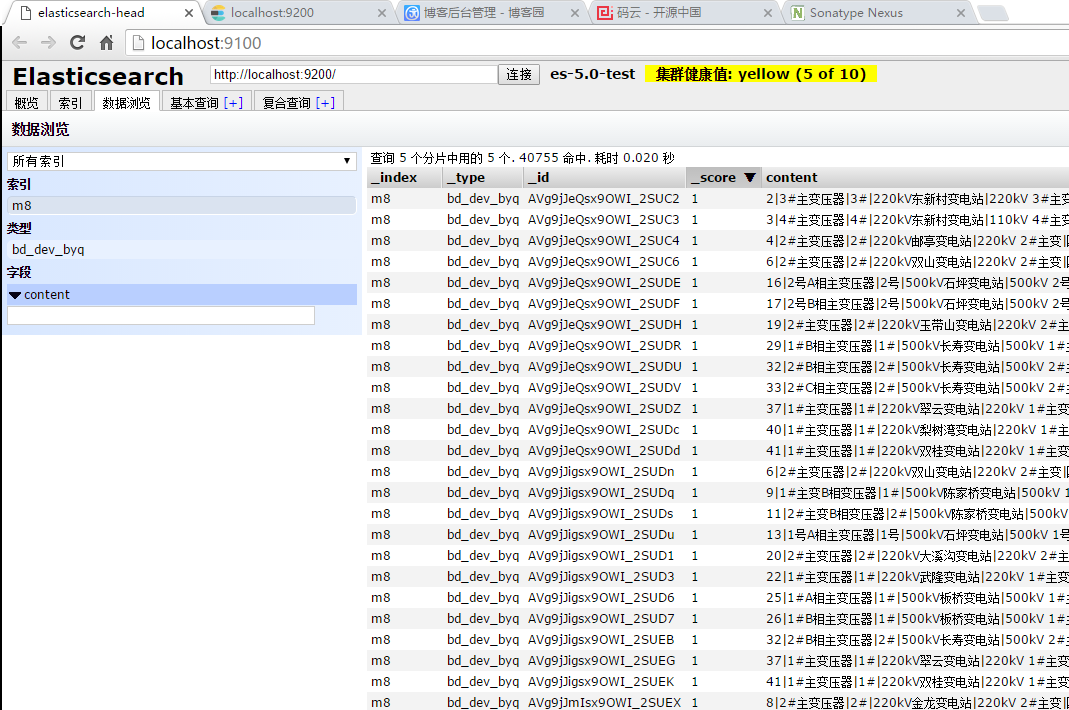 elasticsearch-head localhost:9200 博客后台管理 - 博客园 码云 - 开源中国 Sonatype Nexus
localhost:9100
Elasticsearch http://localhost:9200/ 连接 es-5.0-test 集群健康值: yellow (5 of 10)
概览 索引 数据浏览 基本查询 [+] 复合查询 [+]
数据浏览
所有索引
索引
m8
类型
bd_dev_byq
字段
content
查询 5 个分片中用的 5 个. 40755 命中. 耗时 0.020 秒
_index _type _id _score content
m8 bd_dev_byq AVg9jJeQsx9OWI_2SUC2 1 2|3#主变压器|3#|220kV东新村变电站|220kV 3#主变
m8 bd_dev_byq AVg9jJeQsx9OWI_2SUC3 1 3|4#主变压器|4#|220kV东新村变电站|110kV 4#主变
m8 bd_dev_byq AVg9jJeQsx9OWI_2SUC4 1 4|2#主变压器|2#|220kV邮亭变电站|220kV 2#主变|
m8 bd_dev_byq AVg9jJeQsx9OWI_2SUC6 1 6|2#主变压器|2#|220kV双山变电站|220kV 2#主变|
m8 bd_dev_byq AVg9jJeQsx9OWI_2SUDE 1 16|2号A相主变压器|2号|500kV石坪变电站|500kV 2号
m8 bd_dev_byq AVg9jJeQsx9OWI_2SUDF 1 17|2号B相主变压器|2号|500kV石坪变电站|500kV 2号
m8 bd_dev_byq AVg9jJeQsx9OWI_2SUDH 1 19|2#主变压器|2#|220kV玉带山变电站|220kV 2#主变
m8 bd_dev_byq AVg9jJeQsx9OWI_2SUDR 1 29|1#B相主变压器|1#|500kV长寿变电站|500kV 1#主
m8 bd_dev_byq AVg9jJeQsx9OWI_2SUDU 1 32|2#B相主变压器|2#|500kV长寿变电站|500kV 2#主
m8 bd_dev_byq AVg9jJeQsx9OWI_2SUDV 1 33|2#C相主变压器|2#|500kV长寿变电站|500kV 2#主
m8 bd_dev_byq AVg9jJeQsx9OWI_2SUDZ 1 37|1#主变压器|1#|220kV翠云变电站|220kV 1#主变
m8 bd_dev_byq AVg9jJeQsx9OWI_2SUDc 1 40|1#主变压器|1#|220kV梨树湾变电站|220kV 1#主变
m8 bd_dev_byq AVg9jJeQsx9OWI_2SUDd 1 41|1#主变压器|1#|220kV双桂变电站|220kV 1#主变
m8 bd_dev_byq AVg9jJigsx9OWI_2SUDn 1 6|2#主变压器|2#|220kV双山变电站|220kV 2#主变|
m8 bd_dev_byq AVg9jJigsx9OWI_2SUDq 1 9|1#主变B相变压器|1#|500kV陈家桥变电站|500kV 1
m8 bd_dev_byq AVg9jJigsx9OWI_2SUDs 1 11|2#主变B相变压器|2#|500kV陈家桥变电站|500kV
m8 bd_dev_byq AVg9jJigsx9OWI_2SUDu 1 13|1号A相主变压器|1号|500kV石坪变电站|500kV 1号
m8 bd_dev_byq AVg9jJigsx9OWI_2SUD1 1 20|2#主变压器|2#|220kV大溪沟变电站|220kV 2#主变
m8 bd_dev_byq AVg9jJigsx9OWI_2SUD3 1 22|1#主变压器|1#|220kV武隆变电站|220kV 1#主变
m8 bd_dev_byq AVg9jJigsx9OWI_2SUD6 1 25|1#A相主变压器|1#|500kV板桥变电站|500kV 1#主
m8 bd_dev_byq AVg9jJigsx9OWI_2SUD7 1 26|1#B相主变压器|1#|500kV板桥变电站|500kV 1#主
m8 bd_dev_byq AVg9jJigsx9OWI_2SUEB 1 32|2#B相主变压器|2#|500kV长寿变电站|500kV 2#主
m8 bd_dev_byq AVg9jJigsx9OWI_2SUEG 1 37|1#主变压器|1#|220kV翠云变电站|220kV 1#主变
m8 bd_dev_byq AVg9jJigsx9OWI_2SUEK 1 41|1#主变压器|1#|220kV双桂变电站|220kV 1#主变
m8 bd_dev_byq AVg9jJmIsx9OWI_2SUEX 1 8|2#主变压器|2#|220kV金龙变电站|220kV 2#主变|